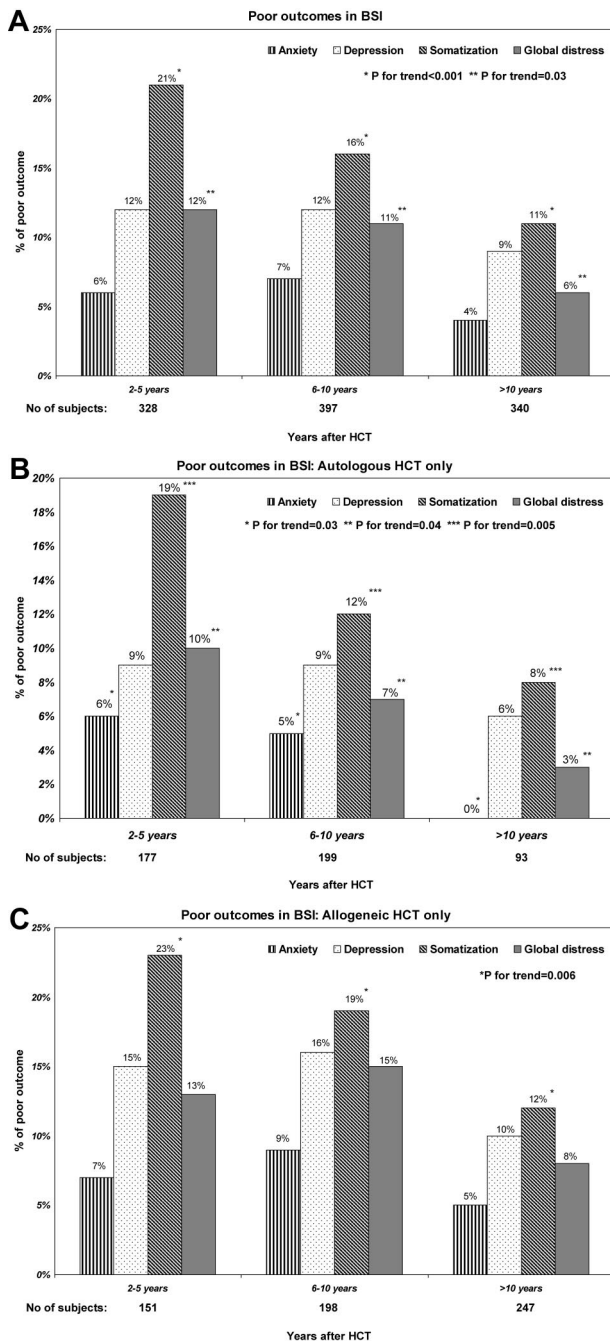 A
Poor outcomes in BSI
Anxiety Depression Somatization Global distress
* P for trend<0.001 ** P for trend=0.03
% of poor outcome
25%
20%
15%
10%
5%
0%
6% 12% 21% * 12% **
7% 12% 16% * 11% **
4% 9% 11% * 6% **
2-5 years 6-10 years >10 years
No of subjects: 328 397 340
Years after HCT
B
Poor outcomes in BSI: Autologous HCT only
Anxiety Depression Somatization Global distress
* P for trend=0.03 ** P for trend=0.04 *** P for trend=0.005
% of poor outcome
20%
18%
16%
14%
12%
10%
8%
6%
4%
2%
0%
6% * 9% 19% *** 10% **
5% * 9% 12% *** 7% **
0% * 6% 8% *** 3% **
2-5 years 6-10 years >10 years
No of subjects: 177 199 93
Years after HCT
C
Poor outcomes in BSI: Allogeneic HCT only
Anxiety Depression Somatization Global distress
*P for trend=0.006
% of poor outcome
25%
20%
15%
10%
5%
0%
7% 15% 23% * 13%
9% 16% 19% * 15%
5% 10% 12% * 8%
2-5 years 6-10 years >10 years
No of subjects: 151 198 247
Years after HCT